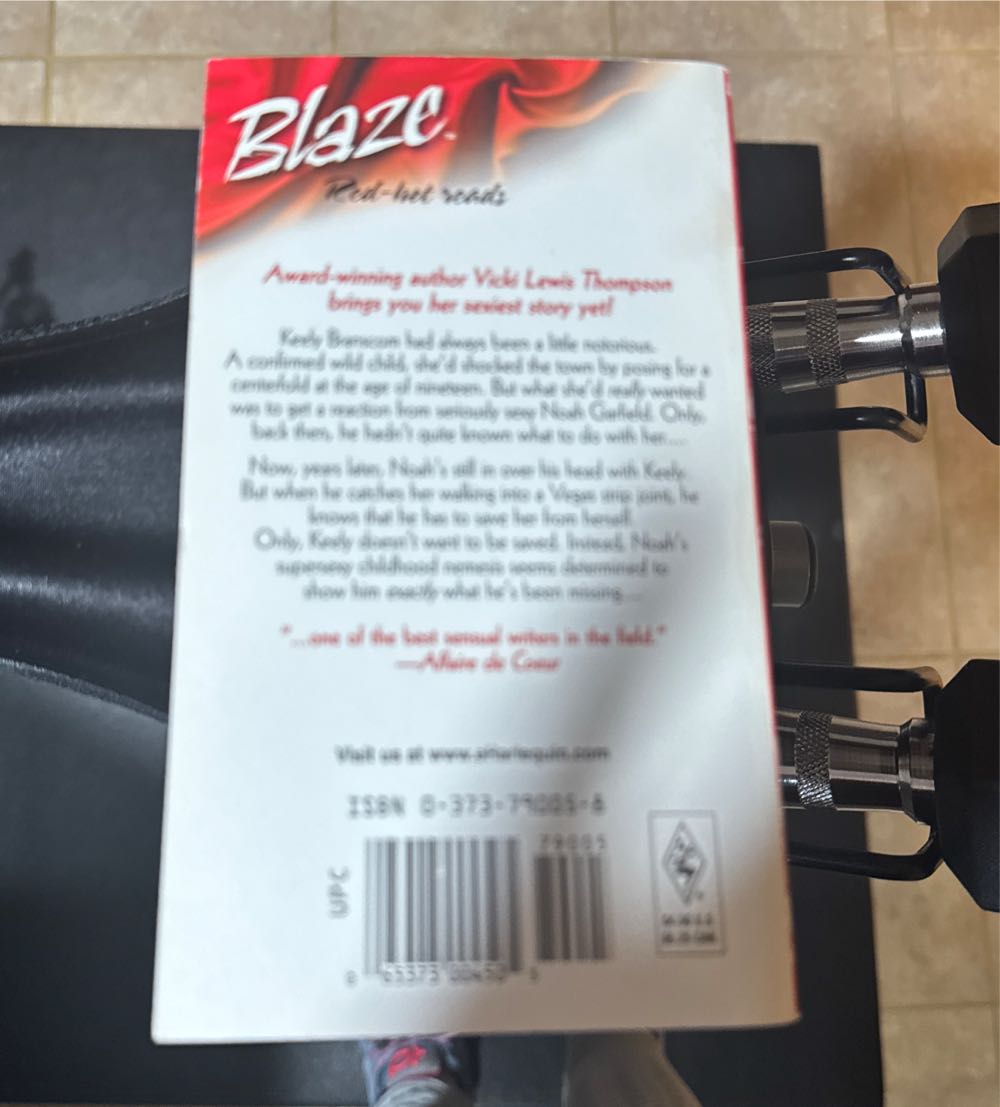 Blaze™
Red-hot reads
Award-winning author Vicki Lewis Thompson
brings you her sexiest story yet!
Keely Branscom had always been a little notorious.
A confirmed wild child, she'd shocked the town by posing for a
centerfold at the age of nineteen. But what she'd really wanted
was to get a reaction from seriously sexy Noah Garfield. Only,
back then, he hadn't quite known what to do with her....
Now, years later, Noah's still in over his head with Keely.
But when he catches her walking into a Vegas strip joint, he
knows that he has to save her from herself.
Only, Keely doesn't want to be saved. Instead, Noah's
supersexy childhood nemesis seems determined to
show him exactly what he's been missing....
"...one of the best sensual writers in the field."
—Affaire de Coeur
Visit us at www.eHarlequin.com
ISBN 0-373-79005-6
79005
UPC
0 65373 00450